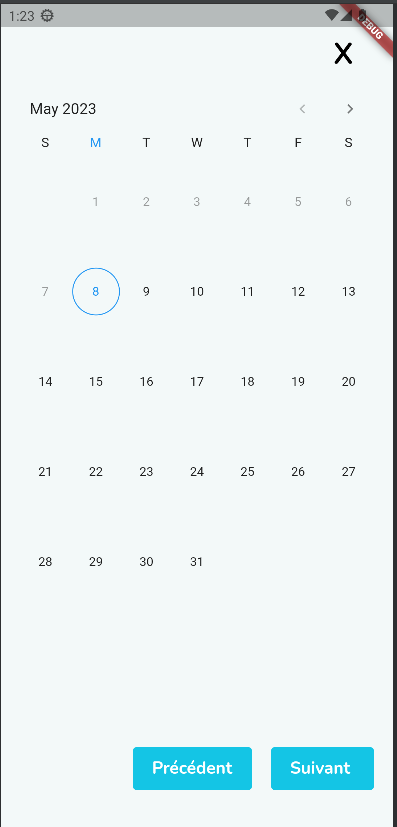 1:23
DEBUG
X
May 2023
S M T W T F S
1 2 3 4 5 6
7 8 9 10 11 12 13
14 15 16 17 18 19 20
21 22 23 24 25 26 27
28 29 30 31
Précédent Suivant